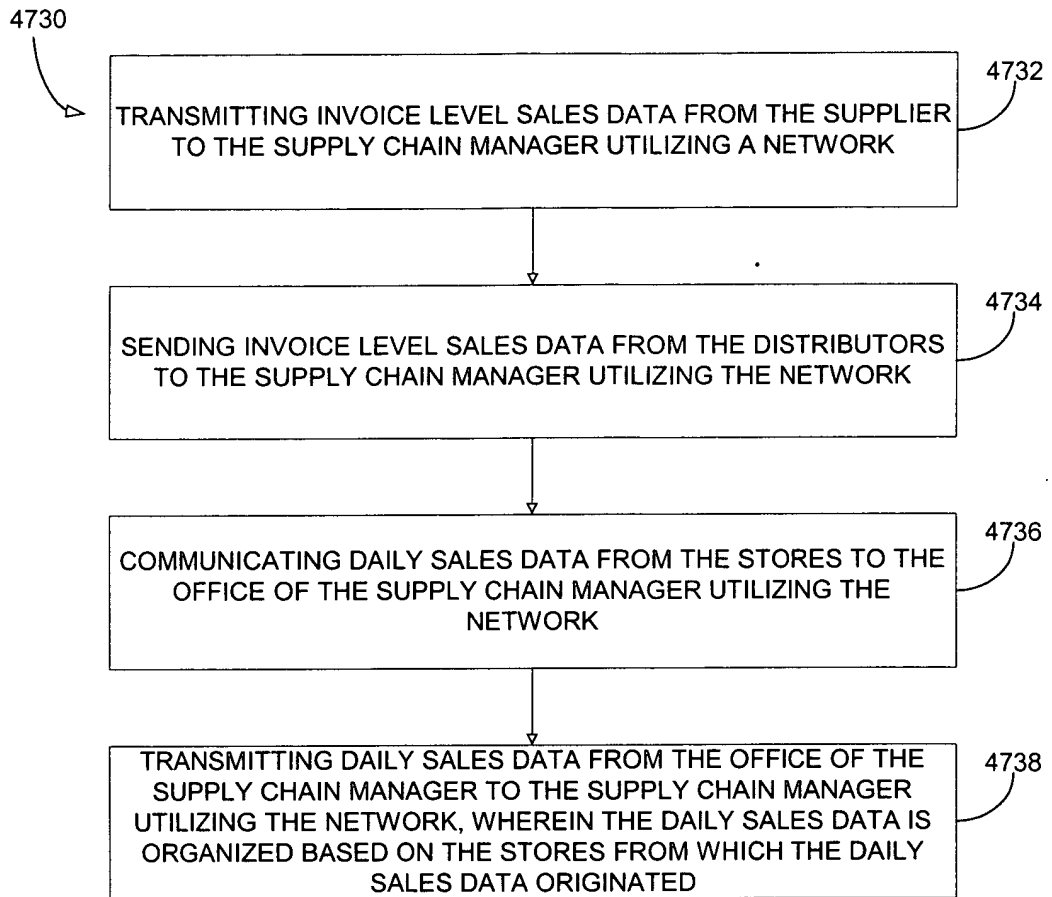 4730
4732
TRANSMITTING INVOICE LEVEL SALES DATA FROM THE SUPPLIER
TO THE SUPPLY CHAIN MANAGER UTILIZING A NETWORK
4734
SENDING INVOICE LEVEL SALES DATA FROM THE DISTRIBUTORS
TO THE SUPPLY CHAIN MANAGER UTILIZING THE NETWORK
4736
COMMUNICATING DAILY SALES DATA FROM THE STORES TO THE
OFFICE OF THE SUPPLY CHAIN MANAGER UTILIZING THE
NETWORK
4738
TRANSMITTING DAILY SALES DATA FROM THE OFFICE OF THE
SUPPLY CHAIN MANAGER TO THE SUPPLY CHAIN MANAGER
UTILIZING THE NETWORK, WHEREIN THE DAILY SALES DATA IS
ORGANIZED BASED ON THE STORES FROM WHICH THE DAILY
SALES DATA ORIGINATED